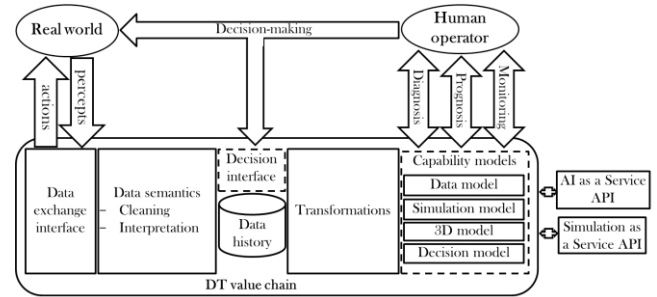 Real world
Decision-making
Human
operator
actions
percepts
Diagnosis
Prognosis
Monitoring
Data
exchange
interface
Data semantics
– Cleaning
– Interpretation
Decision
interface
Data
history
Transformations
Capability models
Data model
Simulation model
3D model
Decision model
AI as a Service
API
Simulation as
a Service API
DT value chain